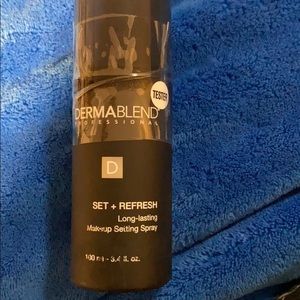 TESTER
DERMABLEND
PROFESSIONAL
D
SET + REFRESH
Long-lasting
Makeup Setting Spray
100 ml - 3.4 fl. oz.